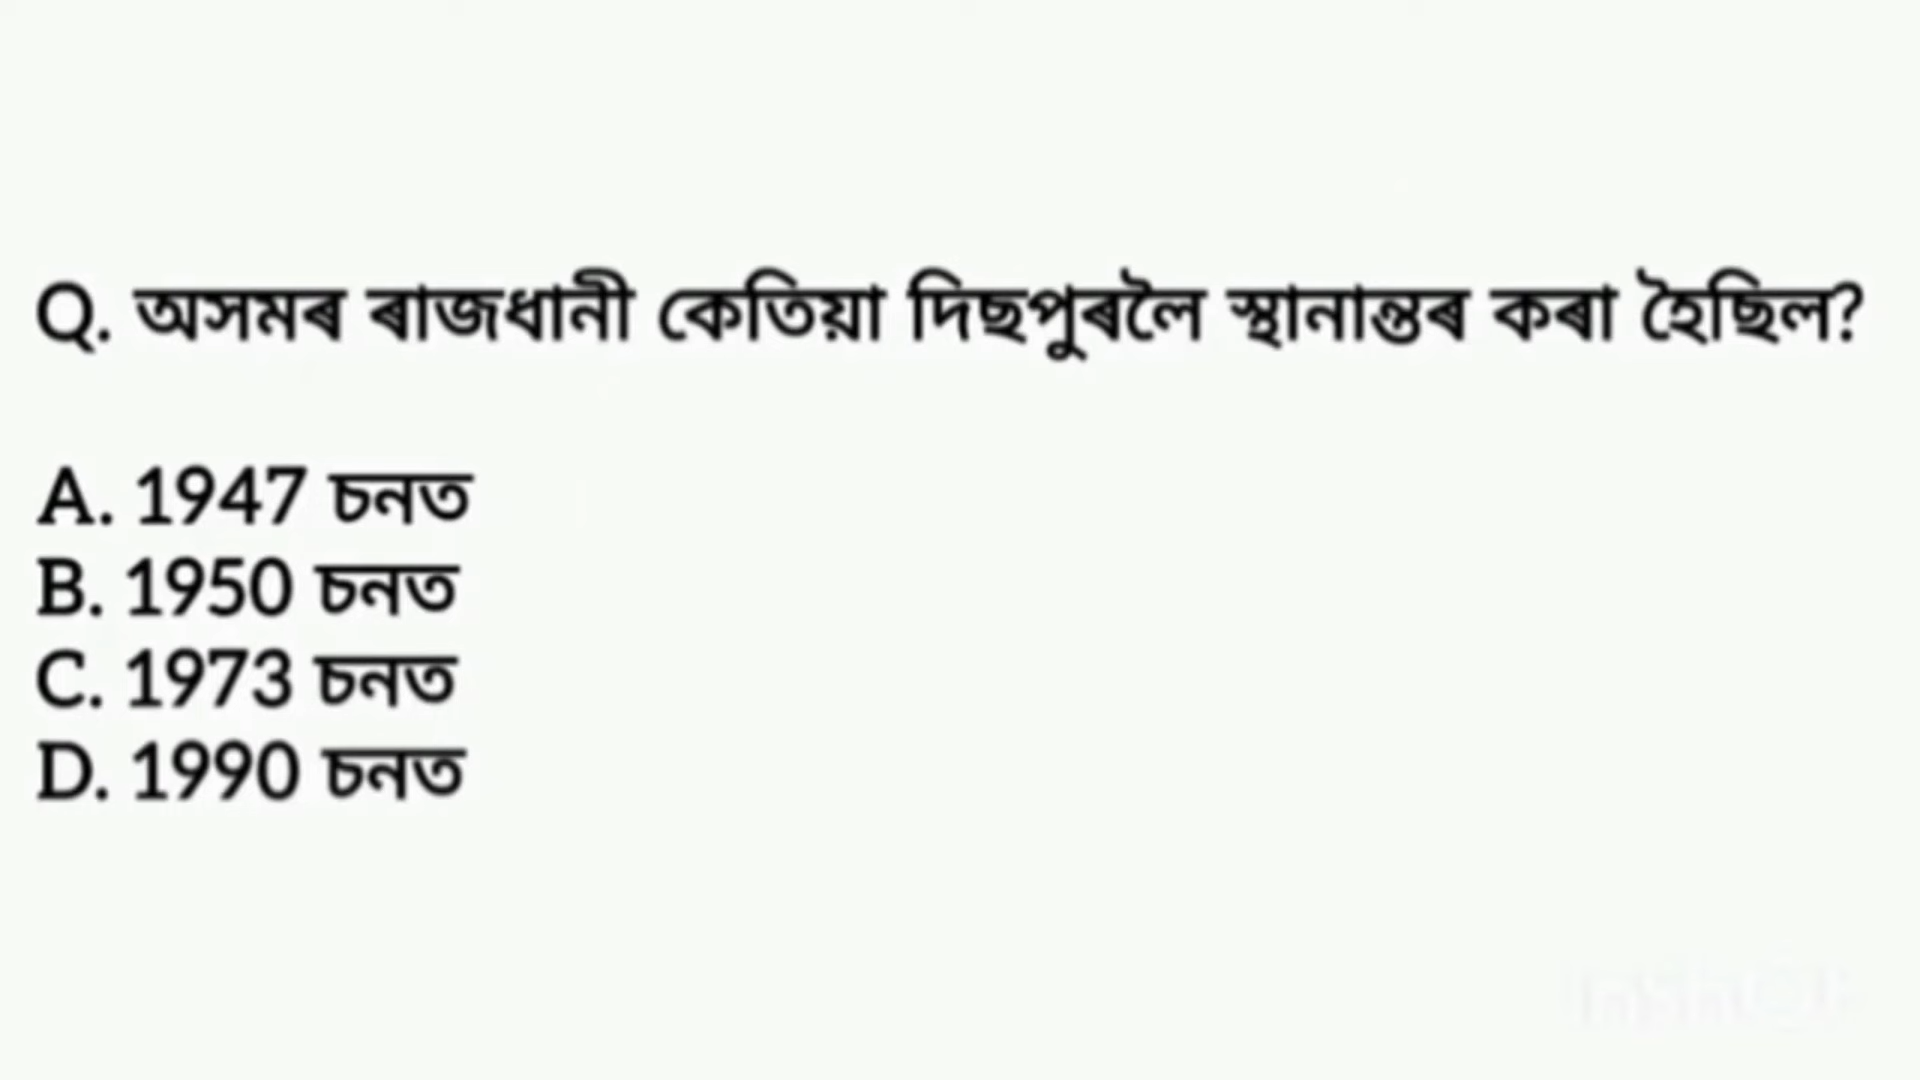 Q. অসমৰ ৰাজধানী কেতিয়া দিছপুৰলৈ স্থানান্তৰ কৰা হৈছিল?
A. 1947 চনত
B. 1950 চনত
C. 1973 চনত
D. 1990 চনত